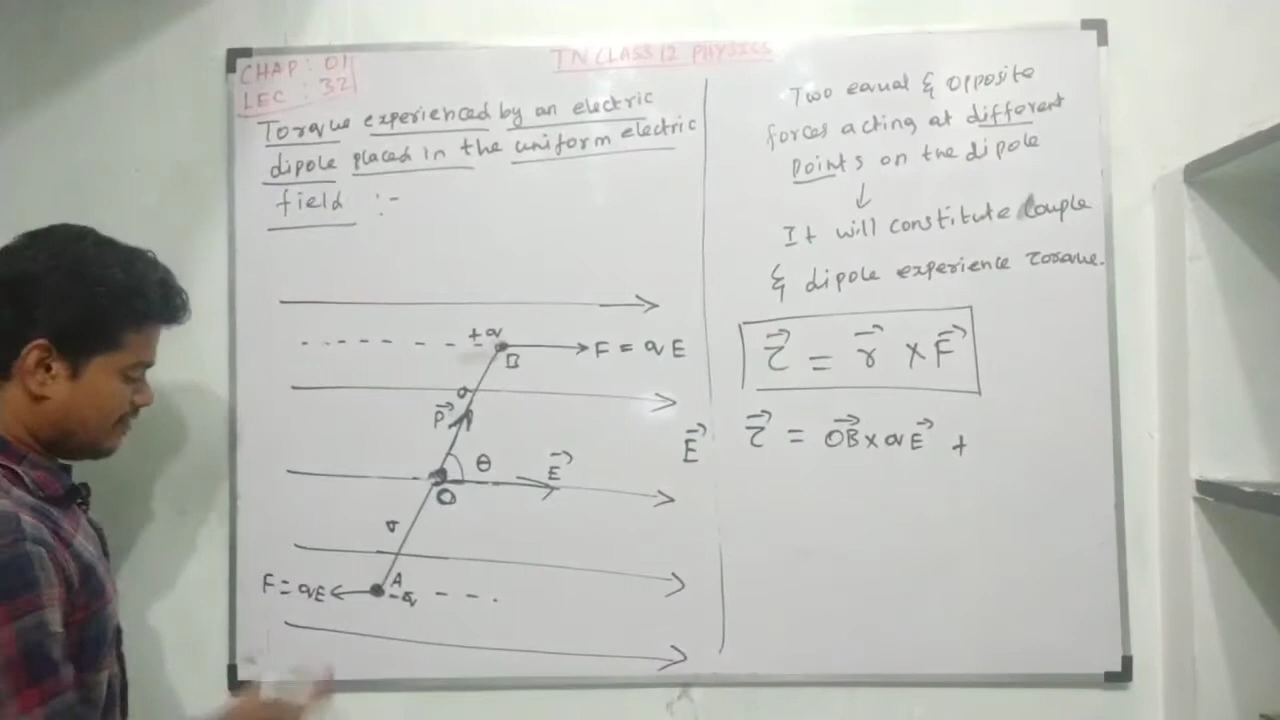 CHAP : 01
LEC : 32
TN CLASS 12 PHYSICS
Torque experienced by an electric
dipole placed in the uniform electric
field :-
+q
B
F = qE
a
P⃗
θ
E⃗
O
a
F = qE
A
-q
E⃗
Two equal & opposite
forces acting at different
points on the dipole
↓
It will constitute Couple
& dipole experience Torque.
τ⃗ = r⃗ × F⃗
τ⃗ = OB⃗ × qE⃗ +